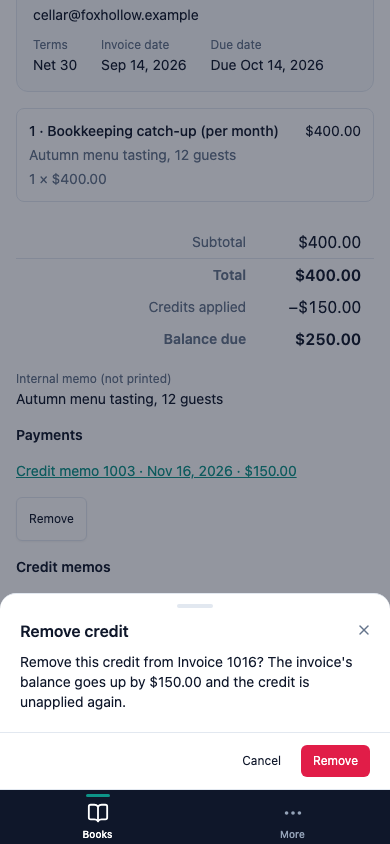 cellar@foxhollow.example
Terms Invoice date Due date
Net 30 Sep 14, 2026 Due Oct 14, 2026
1 · Bookkeeping catch-up (per month) $400.00
Autumn menu tasting, 12 guests
1 × $400.00
Subtotal $400.00
Total $400.00
Credits applied –$150.00
Balance due $250.00
Internal memo (not printed)
Autumn menu tasting, 12 guests
Payments
Credit memo 1003 · Nov 16, 2026 · $150.00
Remove
Credit memos
Remove credit
Remove this credit from Invoice 1016? The invoice's
balance goes up by $150.00 and the credit is
unapplied again.
Cancel Remove
Books More